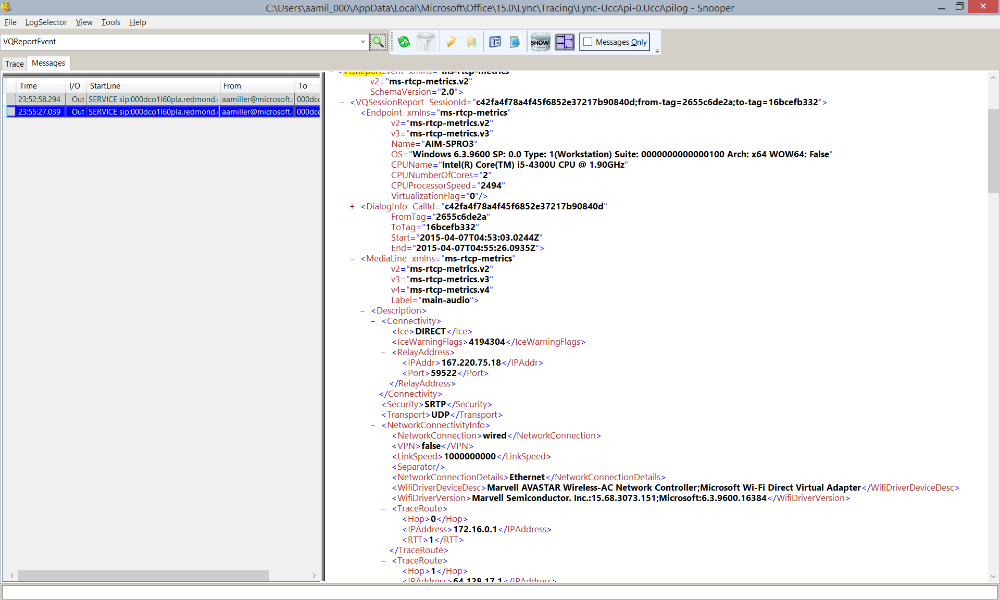 C:\Users\aamil_000\AppData\Local\Microsoft\Office\15.0\Lync\Tracing\Lync-UccApi-0.UccApilog - Snooper
File LogSelector View Tools Help
VQReportEvent
SHOW
Messages Only
Trace Messages
Time I/O StartLine From To
23:52:58.294 Out SERVICE sip:000dco1l60pla.redmond. aamiller@microsoft. 000dcc
23:55:27.039 Out SERVICE sip:000dco1l60pla.redmond. aamiller@microsoft. 000dcc
– <VQReportEvent xmlns="ms-rtcp-metrics"
v2="ms-rtcp-metrics.v2"
SchemaVersion="2.0">
– <VQSessionReport SessionId="c42fa4f78a4f45f6852e37217b90840d;from-tag=2655c6de2a;to-tag=16bcefb332">
<Endpoint xmlns="ms-rtcp-metrics"
v2="ms-rtcp-metrics.v2"
v3="ms-rtcp-metrics.v3"
Name="AIM-SPRO3"
OS="Windows 6.3.9600 SP: 0.0 Type: 1(Workstation) Suite: 0000000000000100 Arch: x64 WOW64: False"
CPUName="Intel(R) Core(TM) i5-4300U CPU @ 1.90GHz"
CPUNumberOfCores="2"
CPUProcessorSpeed="2494"
VirtualizationFlag="0"/>
+ <DialogInfo CallId="c42fa4f78a4f45f6852e37217b90840d"
FromTag="2655c6de2a"
ToTag="16bcefb332"
Start="2015-04-07T04:53:03.0244Z"
End="2015-04-07T04:55:26.0935Z">
– <MediaLine xmlns="ms-rtcp-metrics"
v2="ms-rtcp-metrics.v2"
v3="ms-rtcp-metrics.v3"
v4="ms-rtcp-metrics.v4"
Label="main-audio">
– <Description>
– <Connectivity>
<Ice>DIRECT</Ice>
<IceWarningFlags>4194304</IceWarningFlags>
– <RelayAddress>
<IPAddr>167.220.75.18</IPAddr>
<Port>59522</Port>
</RelayAddress>
</Connectivity>
<Security>SRTP</Security>
<Transport>UDP</Transport>
– <NetworkConnectivityInfo>
<NetworkConnection>wired</NetworkConnection>
<VPN>false</VPN>
<LinkSpeed>1000000000</LinkSpeed>
<Separator/>
<NetworkConnectionDetails>Ethernet</NetworkConnectionDetails>
<WifiDriverDeviceDesc>Marvell AVASTAR Wireless-AC Network Controller;Microsoft Wi-Fi Direct Virtual Adapter</WifiDriverDeviceDesc>
<WifiDriverVersion>Marvell Semiconductor. Inc.:15.68.3073.151;Microsoft:6.3.9600.16384</WifiDriverVersion>
– <TraceRoute>
<Hop>0</Hop>
<IPAddress>172.16.0.1</IPAddress>
<RTT>1</RTT>
</TraceRoute>
– <TraceRoute>
<Hop>1</Hop>
<IPAddress>64.128.17.1</IPAddress>